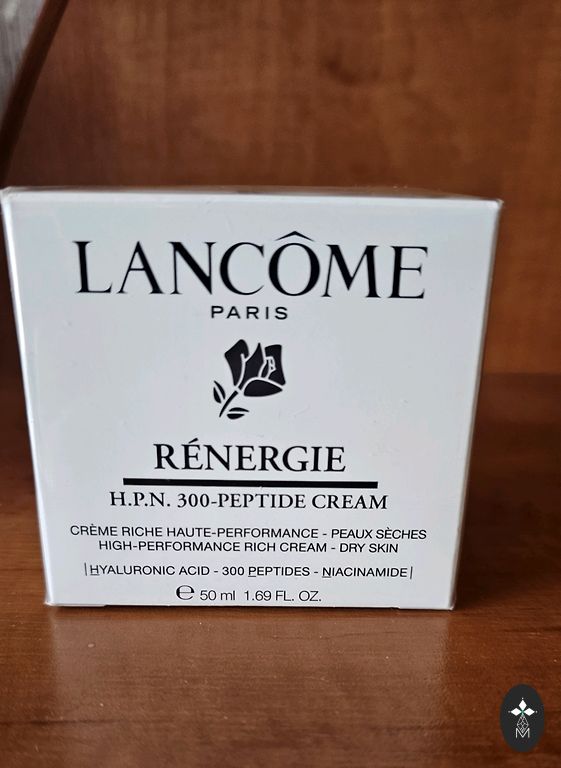 LANCÔME
PARIS
RÉNERGIE
H.P.N. 300-PEPTIDE CREAM
CRÈME RICHE HAUTE-PERFORMANCE - PEAUX SÈCHES
HIGH-PERFORMANCE RICH CREAM - DRY SKIN
|HYALURONIC ACID - 300 PEPTIDES - NIACINAMIDE|
℮ 50 ml 1.69 FL. OZ.
M